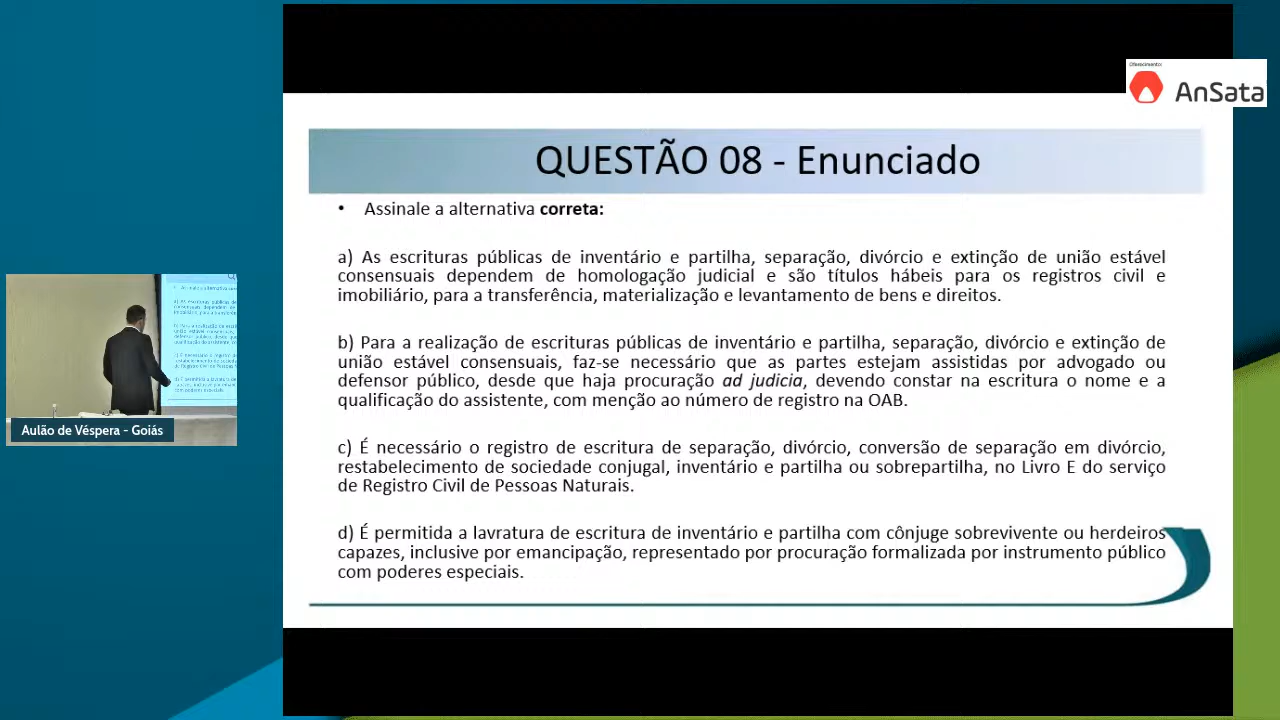 Oferecimento:
AnSata
QUESTÃO 08 - Enunciado
• Assinale a alternativa correta:
a) As escrituras públicas de inventário e partilha, separação, divórcio e extinção de união estável
consensuais dependem de homologação judicial e são títulos hábeis para os registros civil e
imobiliário, para a transferência, materialização e levantamento de bens e direitos.
b) Para a realização de escrituras públicas de inventário e partilha, separação, divórcio e extinção de
união estável consensuais, faz-se necessário que as partes estejam assistidas por advogado ou
defensor público, desde que haja procuração ad judicia, devendo constar na escritura o nome e a
qualificação do assistente, com menção ao número de registro na OAB.
c) É necessário o registro de escritura de separação, divórcio, conversão de separação em divórcio,
restabelecimento de sociedade conjugal, inventário e partilha ou sobrepartilha, no Livro E do serviço
de Registro Civil de Pessoas Naturais.
d) É permitida a lavratura de escritura de inventário e partilha com cônjuge sobrevivente ou herdeiros
capazes, inclusive por emancipação, representado por procuração formalizada por instrumento público
com poderes especiais.
Aulão de Véspera - Goiás